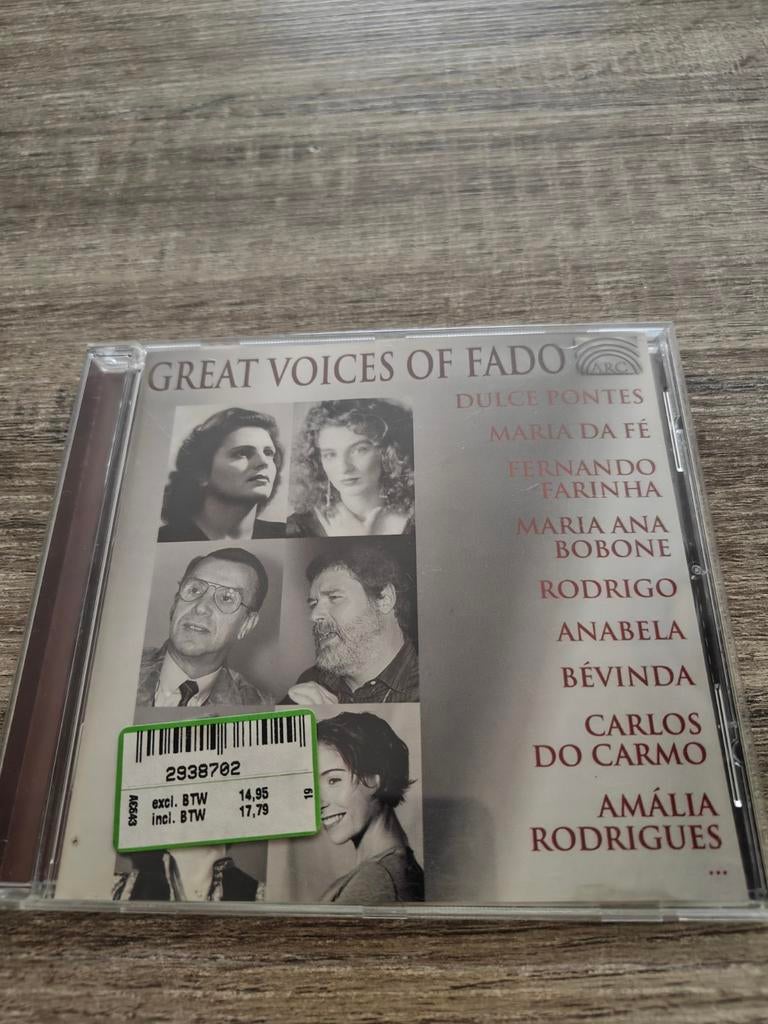 GREAT VOICES OF FADO
ARC
DULCE PONTES
MARIA DA FÉ
FERNANDO
FARINHA
MARIA ANA
BOBONE
RODRIGO
ANABELA
BÉVINDA
CARLOS
DO CARMO
AMÁLIA
RODRIGUES
...
2938702
excl. BTW 14,95
incl. BTW 17,79
19